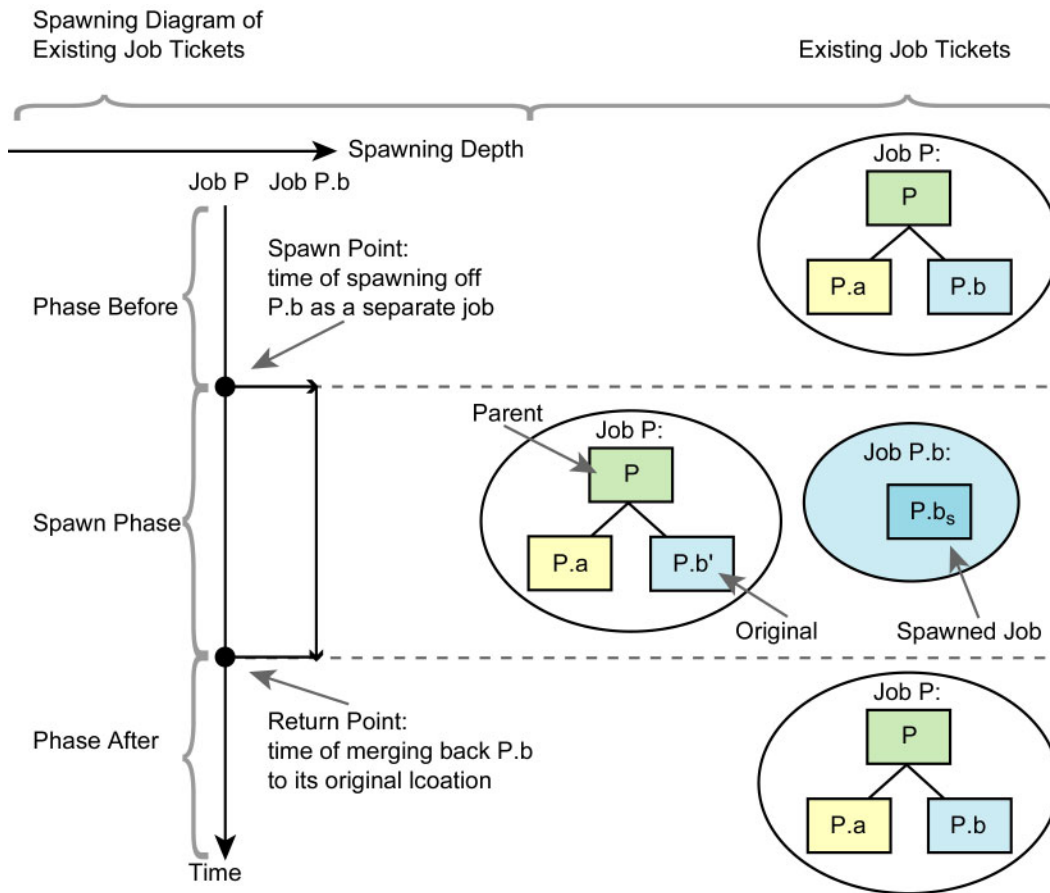 Spawning Diagram of
Existing Job Tickets
Existing Job Tickets
Spawning Depth
Job P
Job P.b
Job P:
P
P.a
P.b
Spawn Point:
time of spawning off
P.b as a separate job
Phase Before
Parent
Job P:
P
P.a
P.b'
Job P.b:
P.bs
Spawn Phase
Original
Spawned Job
Return Point:
time of merging back P.b
to its original lcoation
Phase After
Job P:
P
P.a
P.b
Time